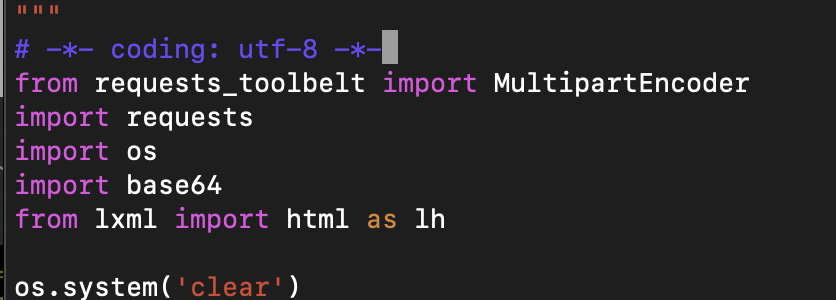 """
# -*- coding: utf-8 -*-
from requests_toolbelt import MultipartEncoder
import requests
import os
import base64
from lxml import html as lh
os.system('clear')